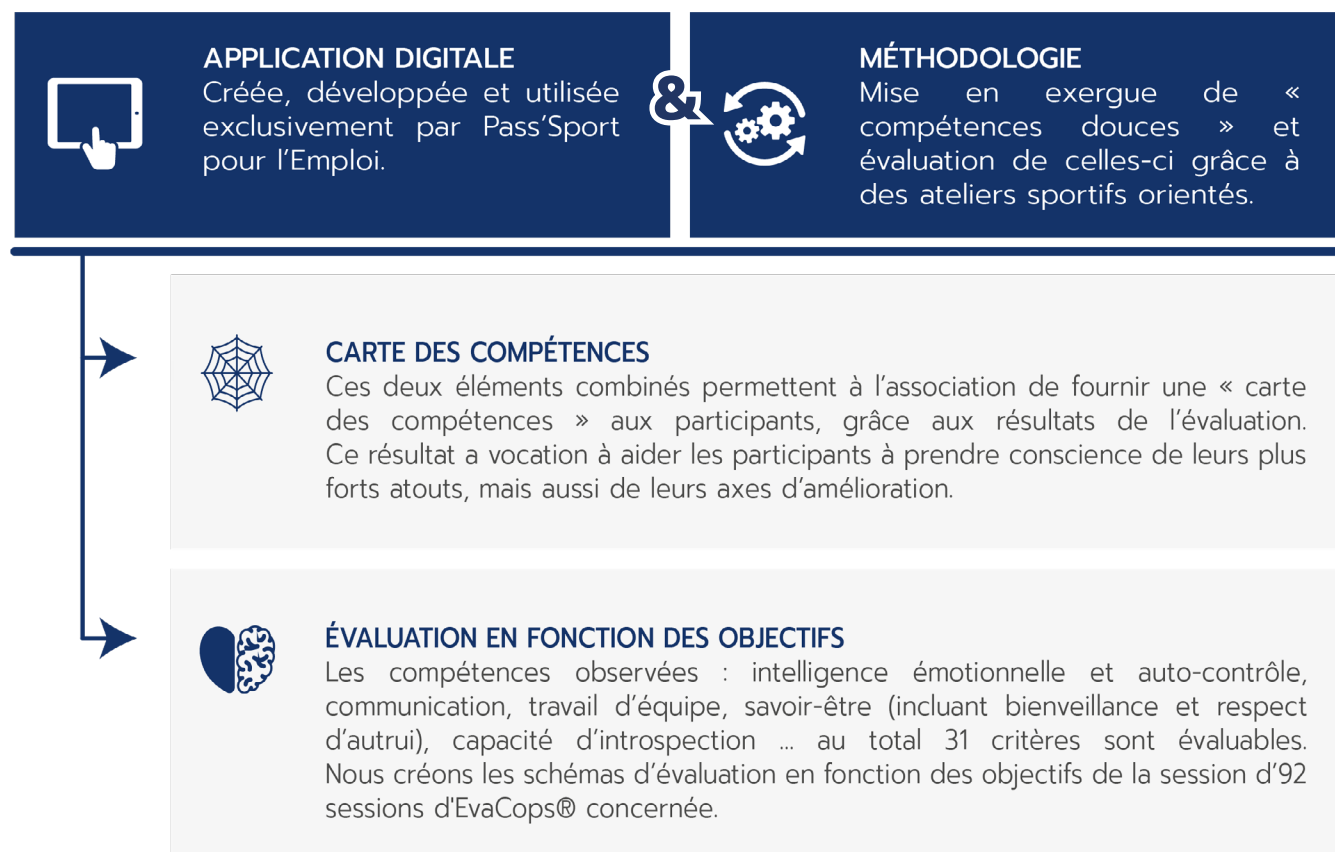 APPLICATION DIGITALE
Créée, développée et utilisée
exclusivement par Pass'Sport
pour l'Emploi.
&
MÉTHODOLOGIE
Mise en exergue de «
compétences douces » et
évaluation de celles-ci grâce à
des ateliers sportifs orientés.
CARTE DES COMPÉTENCES
Ces deux éléments combinés permettent à l'association de fournir une « carte
des compétences » aux participants, grâce aux résultats de l'évaluation.
Ce résultat a vocation à aider les participants à prendre conscience de leurs plus
forts atouts, mais aussi de leurs axes d'amélioration.
ÉVALUATION EN FONCTION DES OBJECTIFS
Les compétences observées : intelligence émotionnelle et auto-contrôle,
communication, travail d'équipe, savoir-être (incluant bienveillance et respect
d'autrui), capacité d'introspection ... au total 31 critères sont évaluables.
Nous créons les schémas d'évaluation en fonction des objectifs de la session d'92
sessions d'EvaCops® concernée.